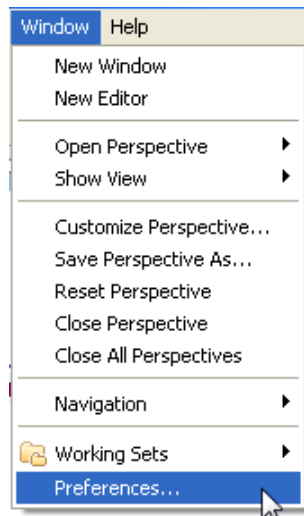 Window Help
New Window
New Editor
Open Perspective
Show View
Customize Perspective...
Save Perspective As...
Reset Perspective
Close Perspective
Close All Perspectives
Navigation
Working Sets
Preferences...